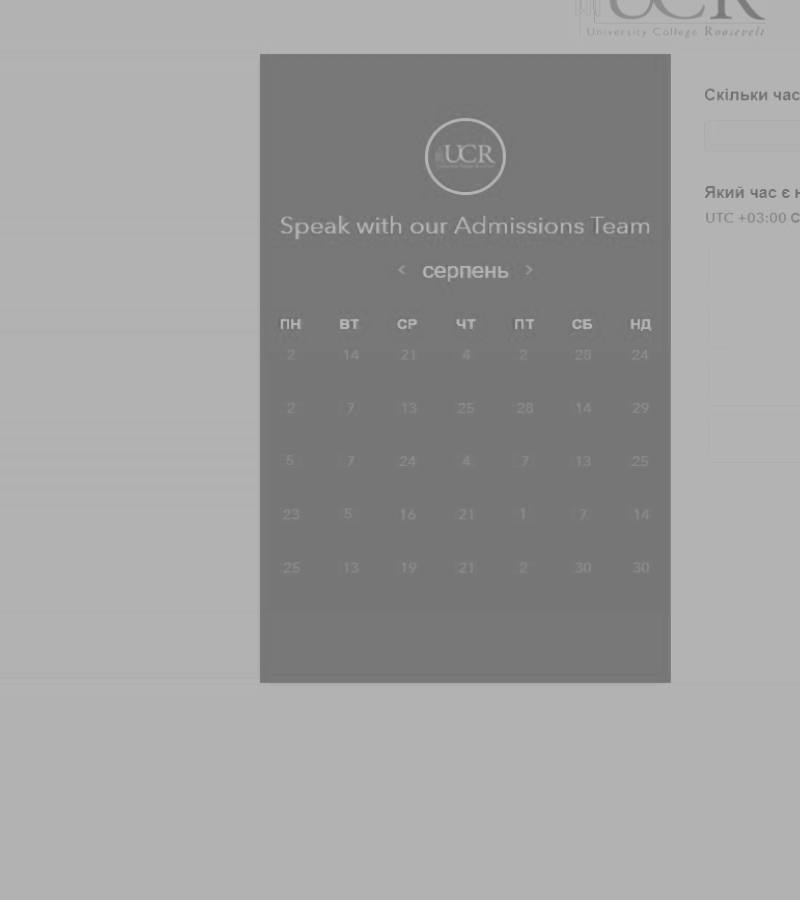 UCR
University College Roosevelt
UCR
Speak with our Admissions Team
‹ серпень ›
ПН ВТ СР ЧТ ПТ СБ НД
2 14 21 4 2 28 24
2 7 13 25 28 14 29
5 7 24 4 7 13 25
23 5 16 21 1 7 14
25 13 19 21 2 30 30
Скільки час
Який час є н
UTC +03:00 С